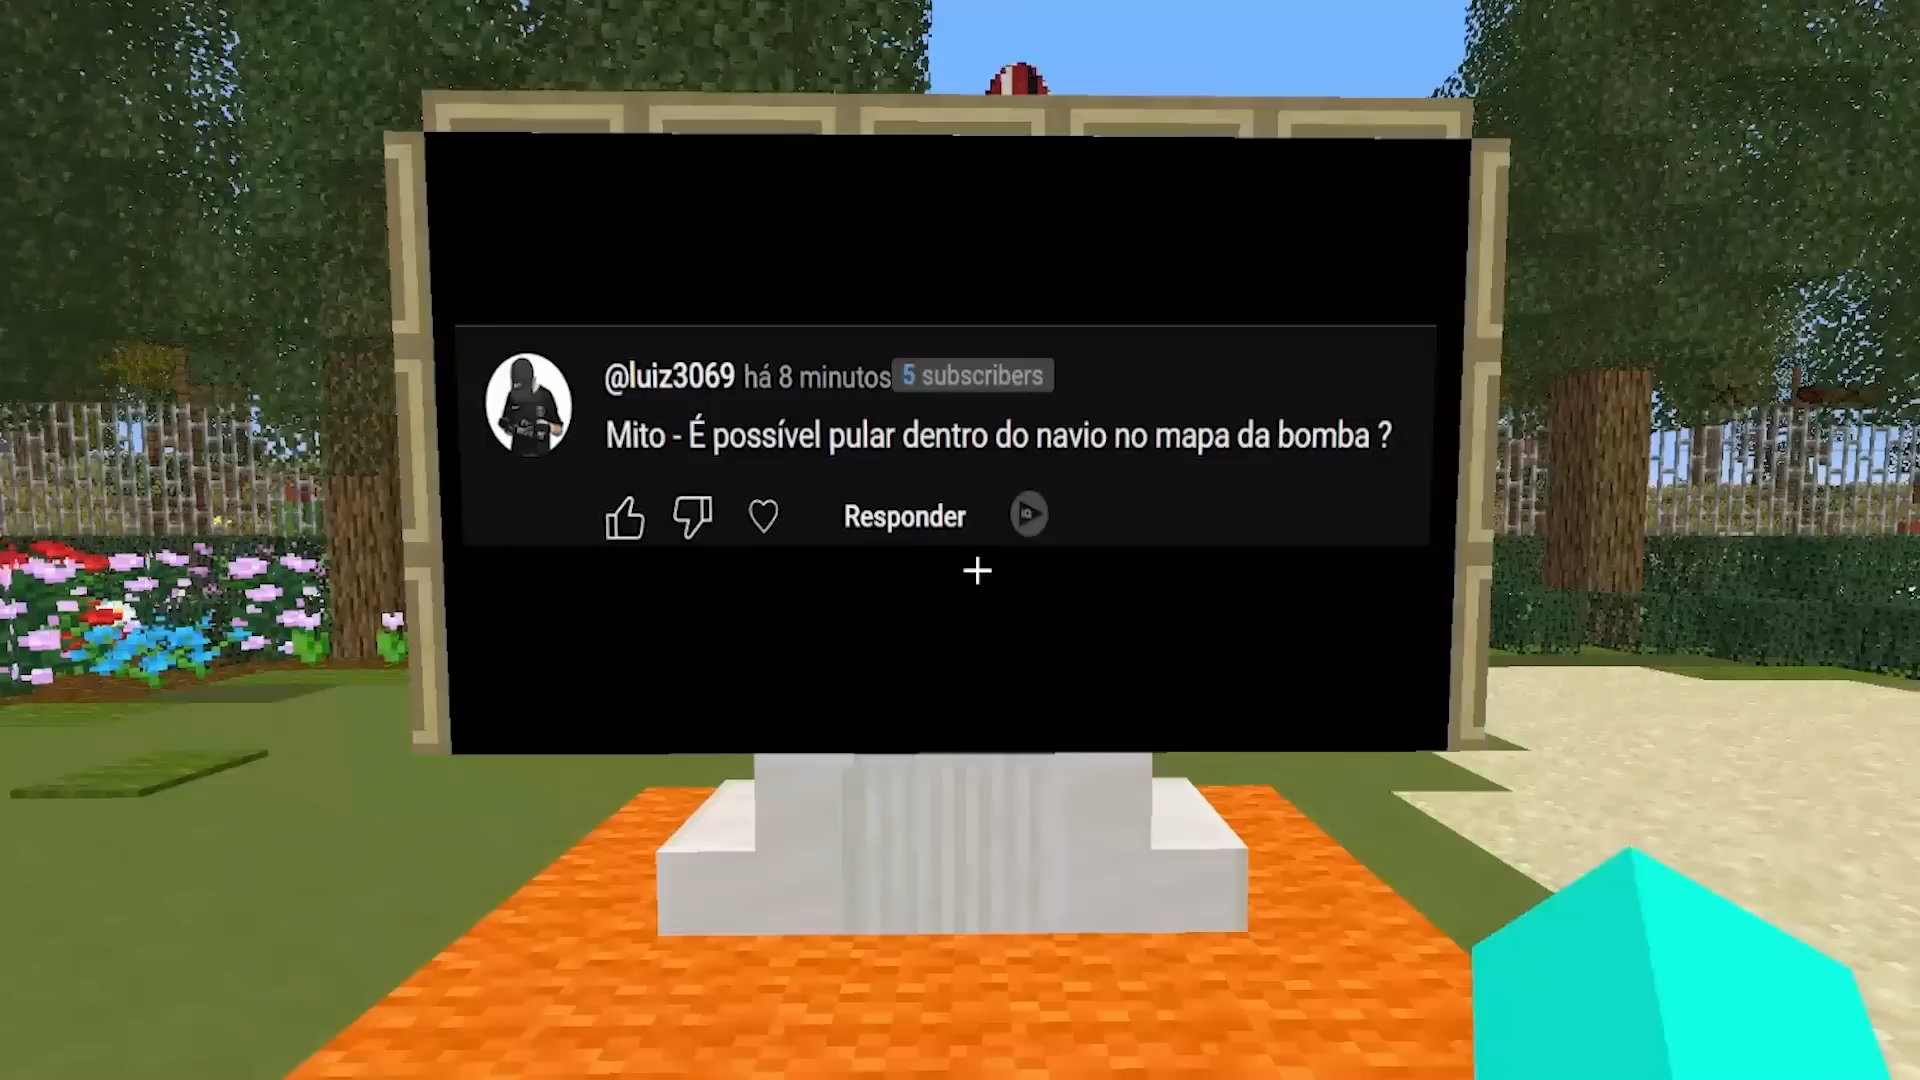 @luiz3069 há 8 minutos 5 subscribers
Mito - É possível pular dentro do navio no mapa da bomba ?
Responder